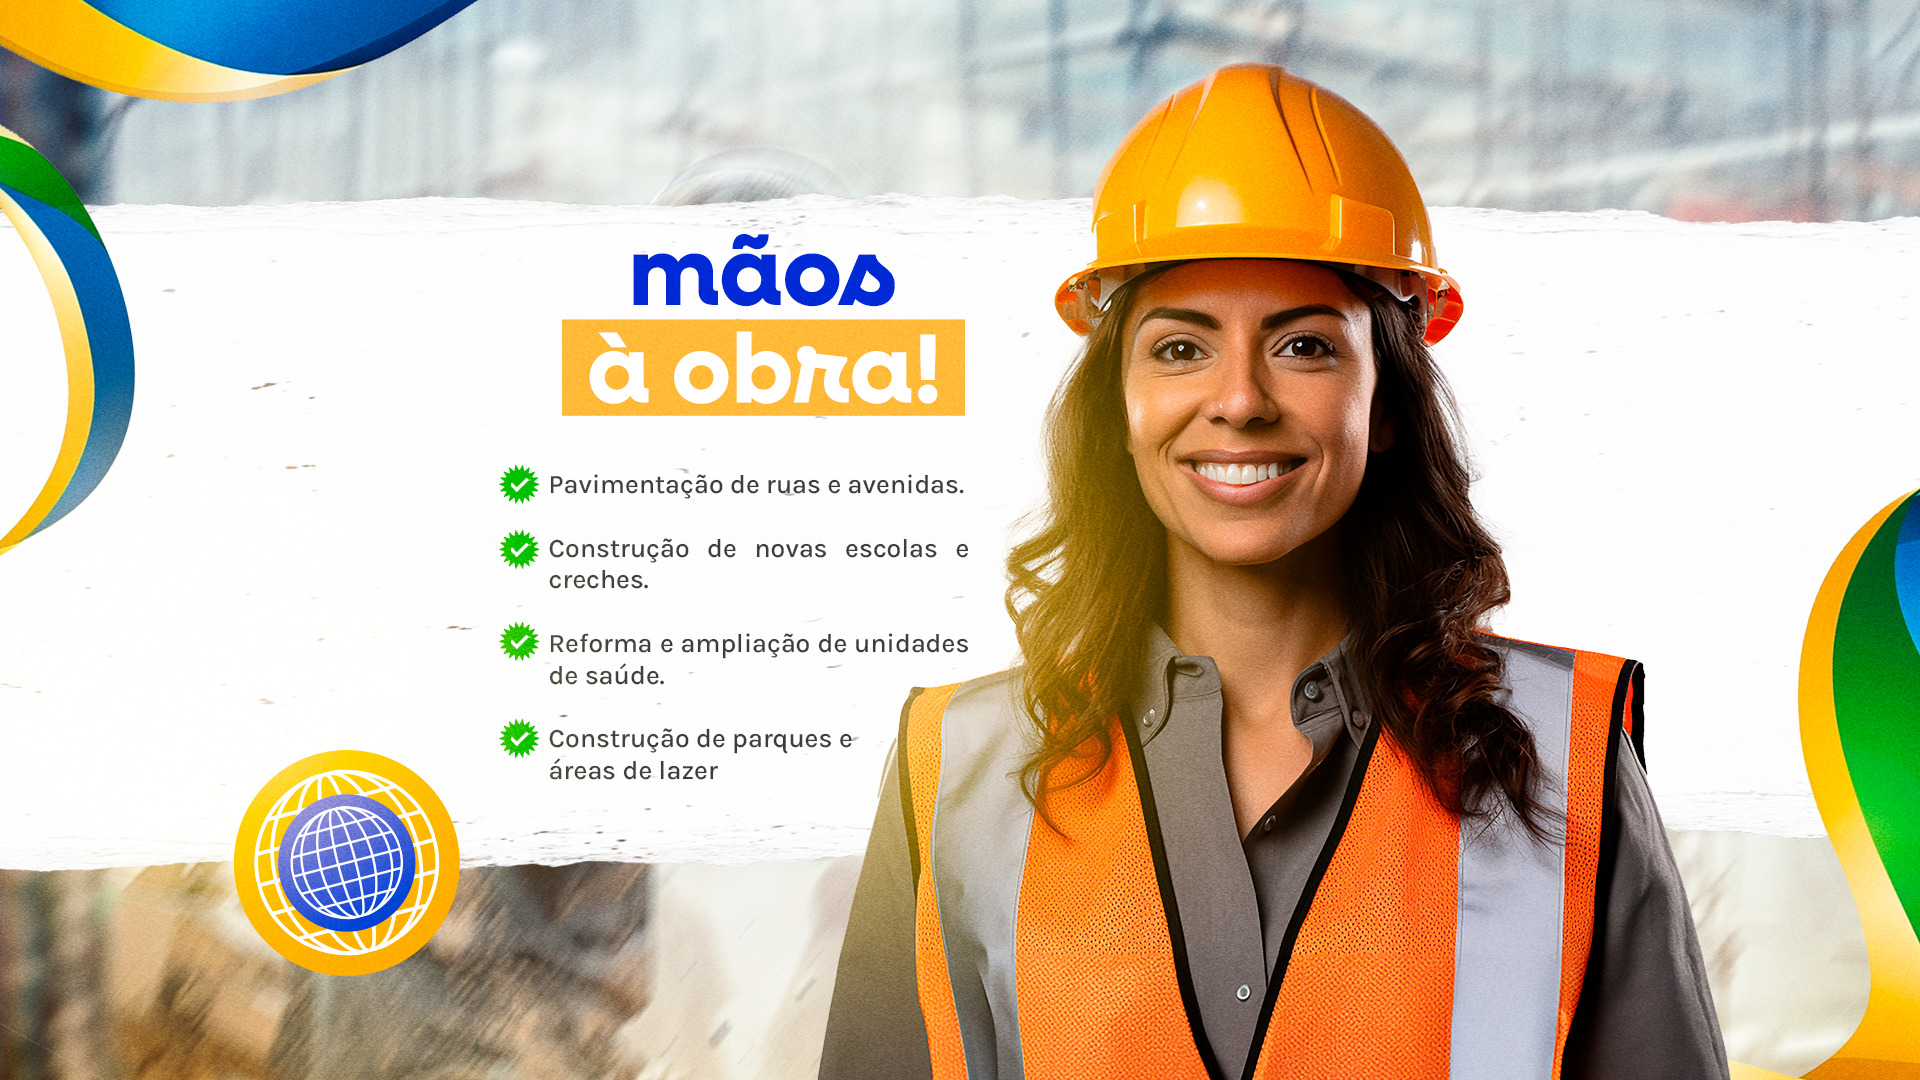 mãos
à obra!
Pavimentação de ruas e avenidas.
Construção de novas escolas e
creches.
Reforma e ampliação de unidades
de saúde.
Construção de parques e
áreas de lazer